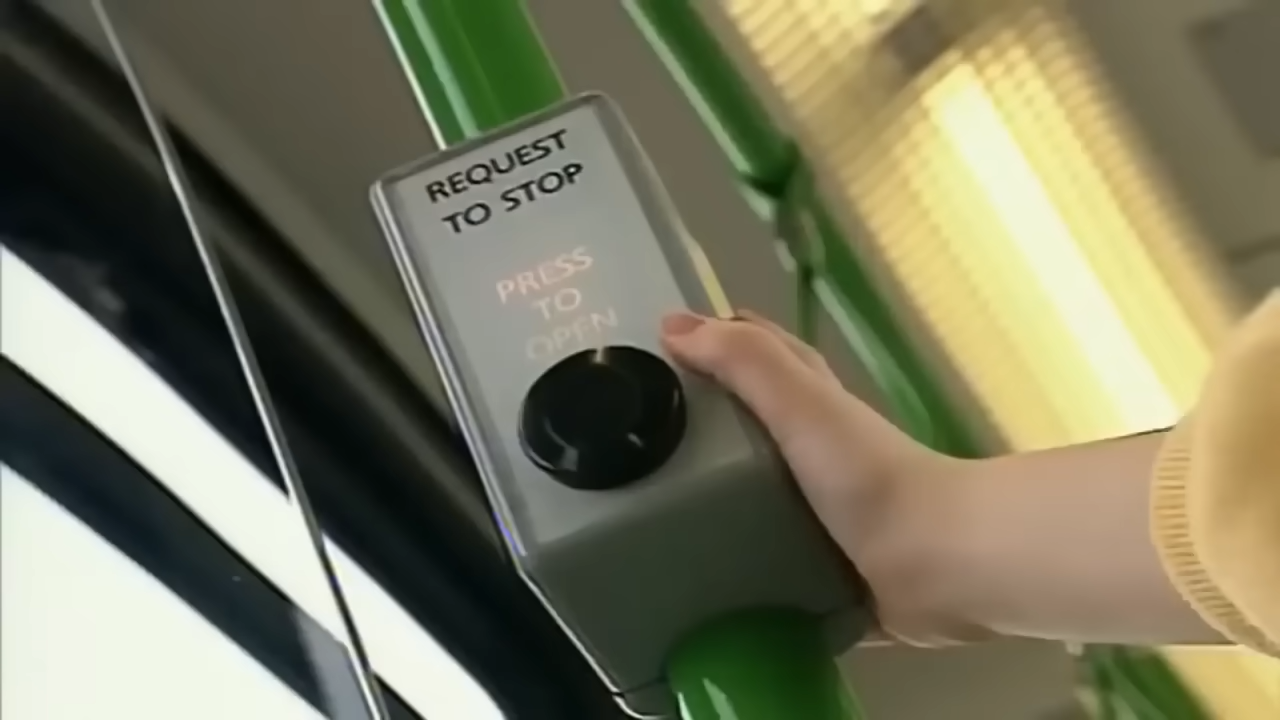 REQUEST
TO STOP
PRESS
TO
OPEN